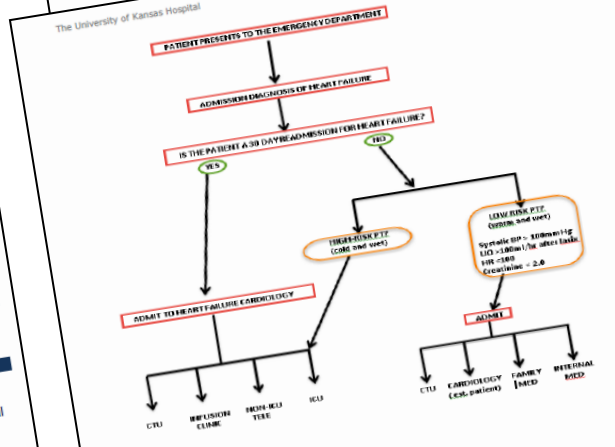 The University of Kansas Hospital
PATIENT PRESENTS TO THE EMERGENCY DEPARTMENT
ADMISSION DIAGNOSIS OF HEART FAILURE
IS THE PATIENT A 30 DAY READMISSION FOR HEART FAILURE?
YES
NO
HIGH-RISK PT?
(cold and wet)
LOW RISK PT?
(warm and wet)
Systolic BP > 100mmHg
UO >100ml/hr after lasix
HR <100
Creatinine < 2.0
ADMIT TO HEART FAILURE CARDIOLOGY
ADMIT
CTU
INFUSION
CLINIC
NON-ICU
TELE
ICU
CTU
CARDIOLOGY
(est. patient)
FAMILY
MED
INTERNAL
MED